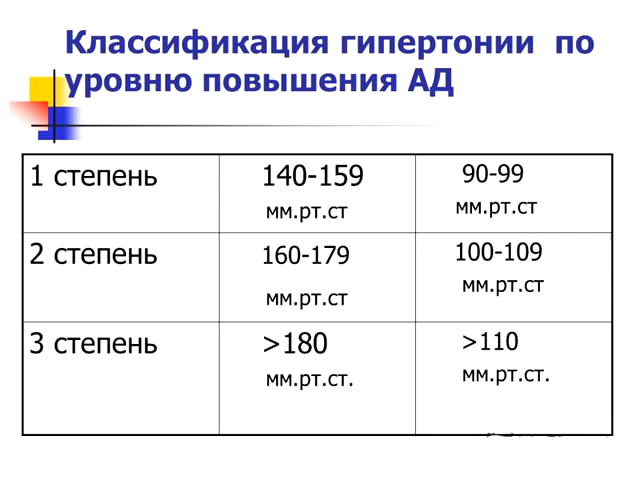 Классификация гипертонии по
уровню повышения АД
1 степень
140-159
мм.рт.ст
90-99
мм.рт.ст
2 степень
160-179
мм.рт.ст
100-109
мм.рт.ст
3 степень
>180
мм.рт.ст.
>110
мм.рт.ст.